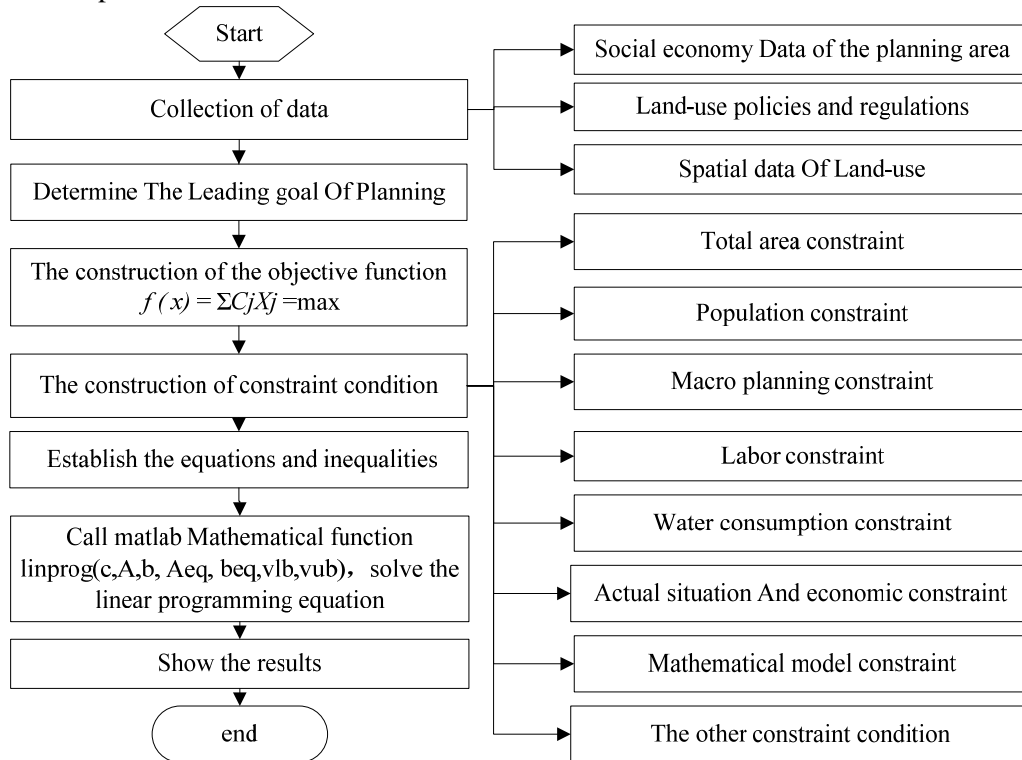 Start
Collection of data
Determine The Leading goal Of Planning
The construction of the objective function
f ( x ) = ΣCjXj =max
The construction of constraint condition
Establish the equations and inequalities
Call matlab Mathematical function
linprog(c,A,b, Aeq, beq,vlb,vub)，solve the
linear programming equation
Show the results
end
Social economy Data of the planning area
Land-use policies and regulations
Spatial data Of Land-use
Total area constraint
Population constraint
Macro planning constraint
Labor constraint
Water consumption constraint
Actual situation And economic constraint
Mathematical model constraint
The other constraint condition